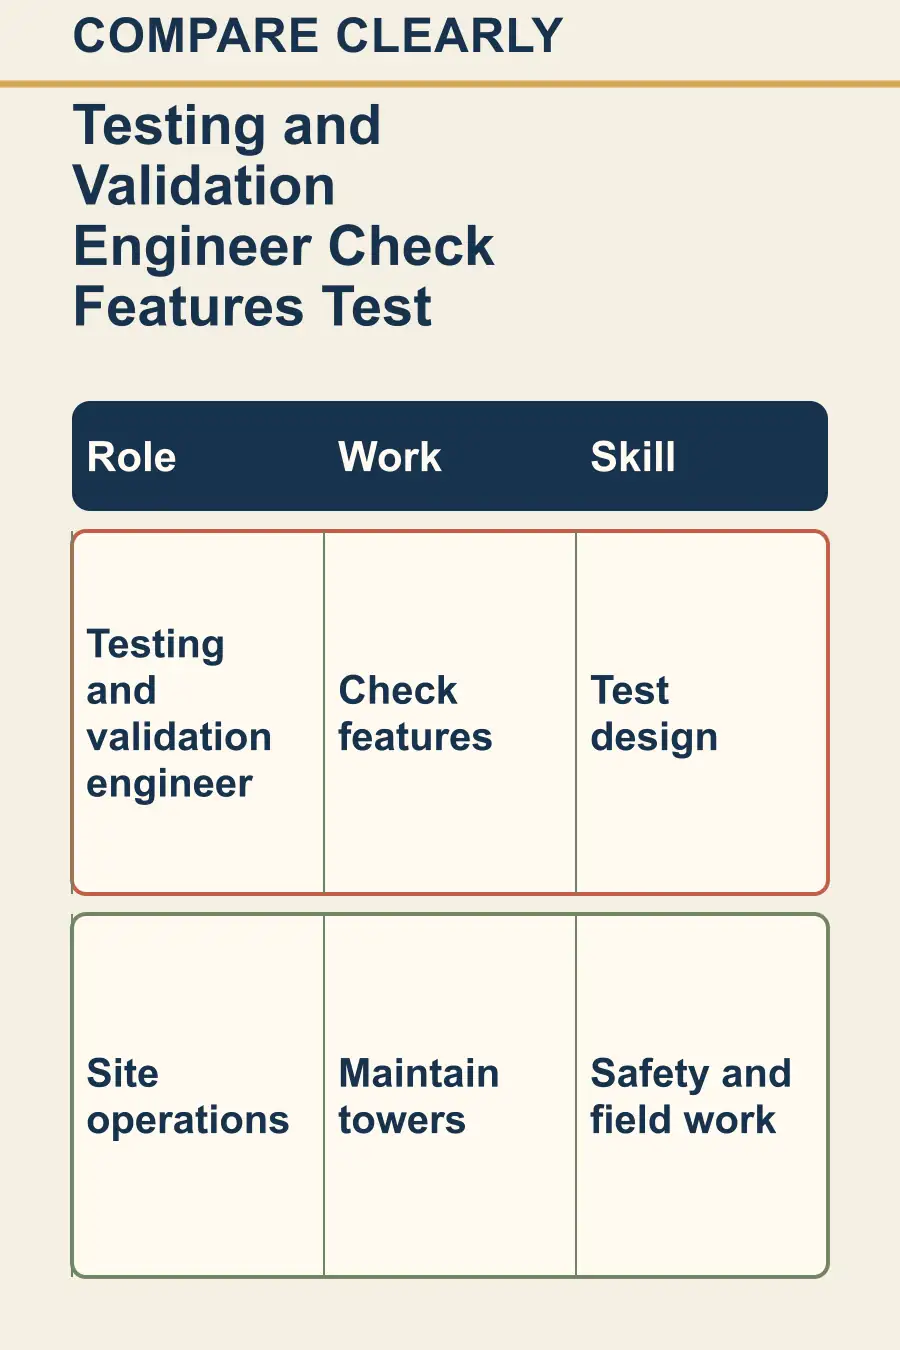 COMPARE CLEARLY
Testing and
Validation
Engineer Check
Features Test
Role Work Skill
Testing
and
validation
engineer
Check
features
Test
design
Site
operations
Maintain
towers
Safety and
field work